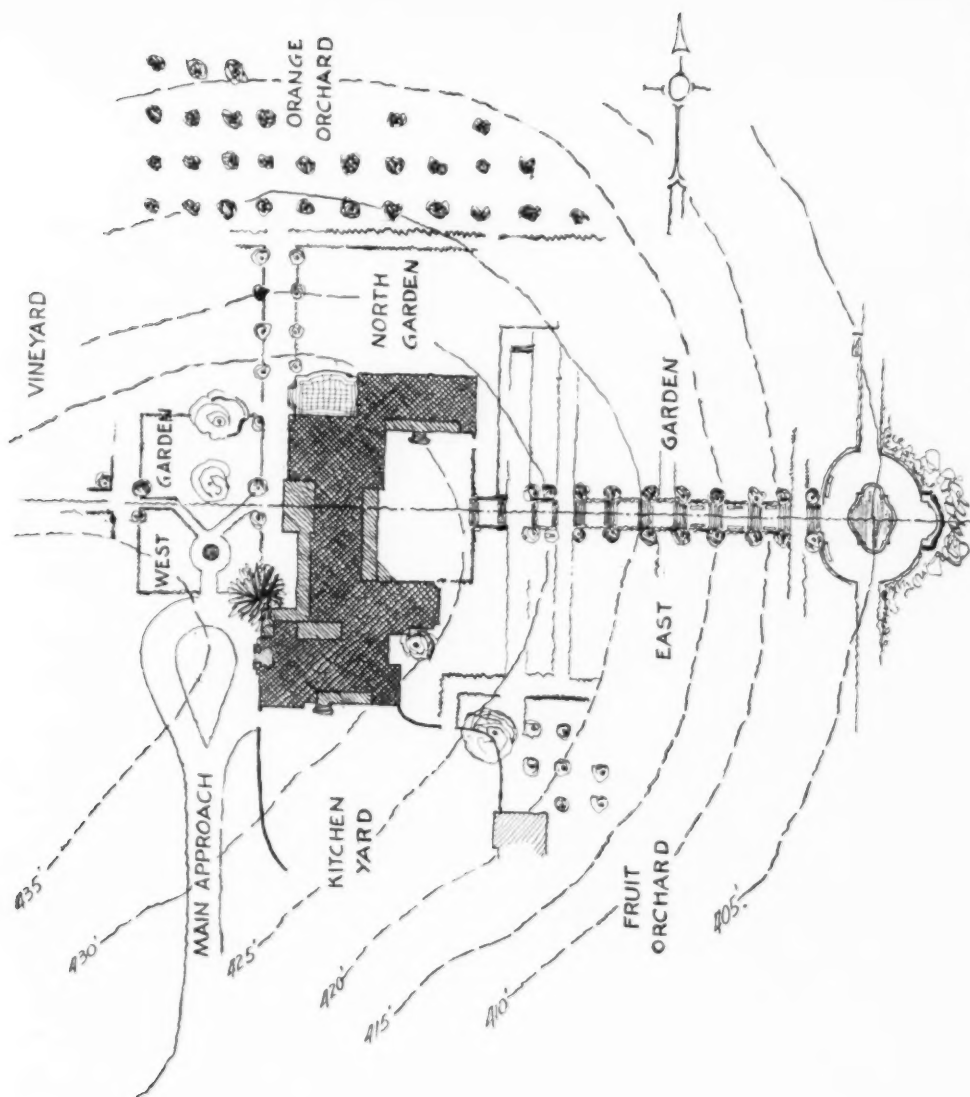 ORANGE
ORCHARD
VINEYARD
NORTH
GARDEN
WEST GARDEN
EAST GARDEN
MAIN APPROACH
KITCHEN
YARD
FRUIT
ORCHARD
435'
430'
425'
420'
415'
410'
405'